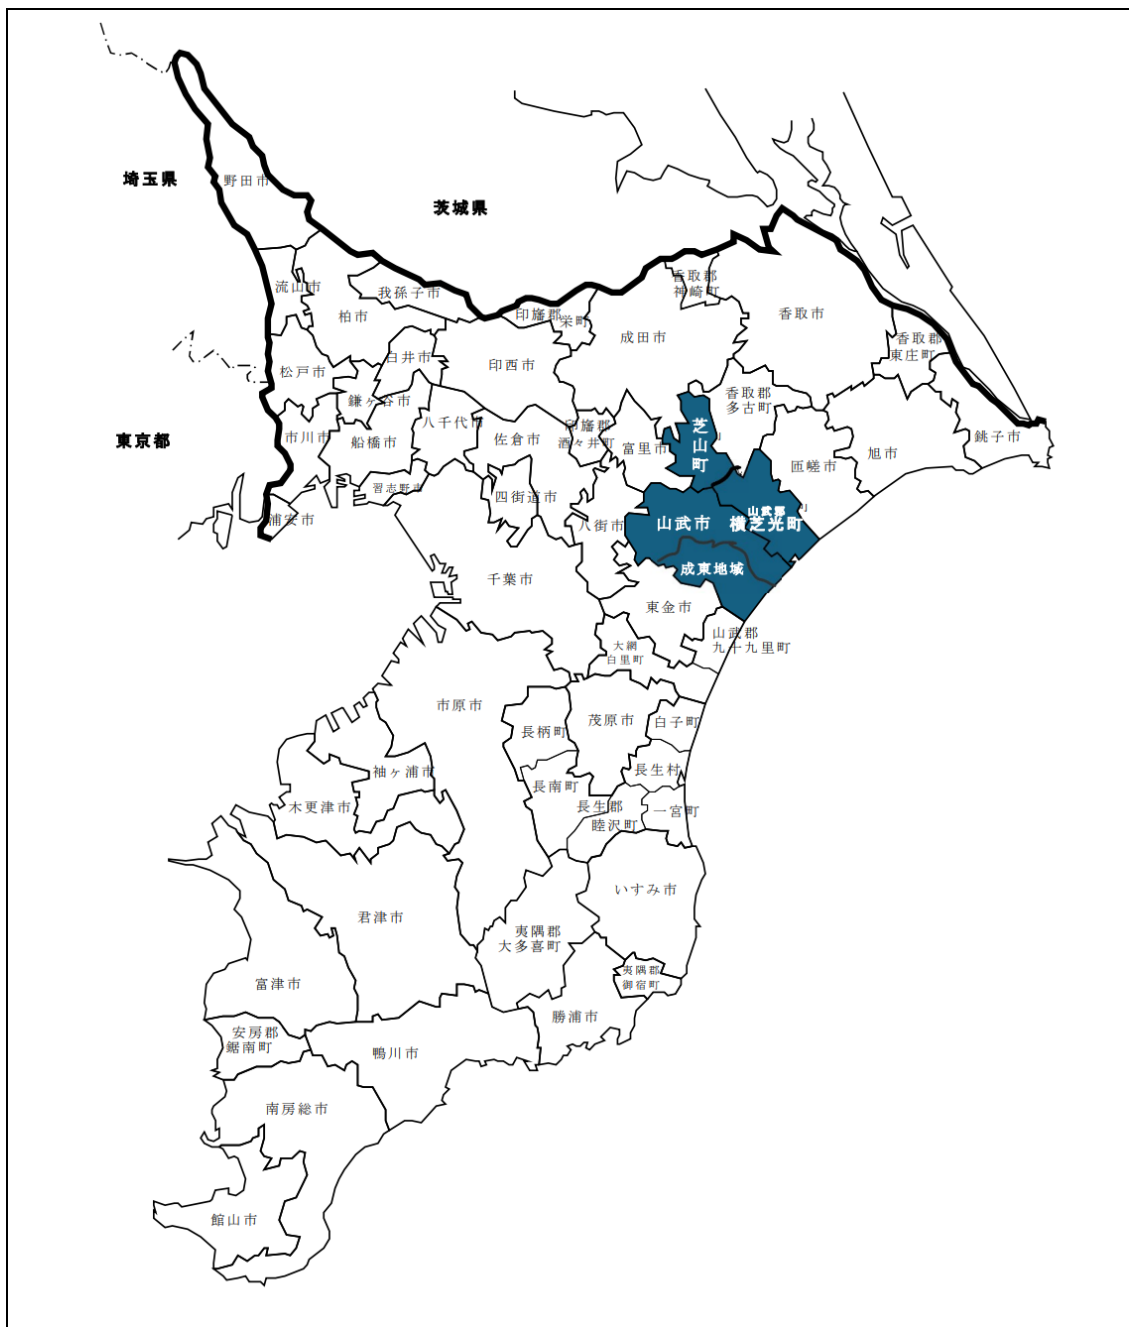 埼玉県
野田市
茨城県
香取郡
神崎町
流山市
我孫子市
柏市
印旛郡
栄町
香取市
成田市
香取郡
東庄町
白井市
印西市
松戸市
鎌ヶ谷市
香取郡
多古町
東京都
市川市
船橋市
八千代市
佐倉市
印旛郡
酒々井町
富里市
芝山町
匝嵯市
旭市
銚子市
習志野市
四街道市
浦安市
八街市
山武市
山武郡
横芝光町
成東地域
千葉市
東金市
山武郡
九十九里町
大網
白里町
市原市
長柄町
茂原市
白子町
袖ヶ浦市
長南町
長生村
木更津市
長生郡
睦沢町
一宮町
いすみ市
君津市
夷隅郡
大多喜町
富津市
夷隅郡
御宿町
勝浦市
安房郡
鋸南町
鴨川市
南房総市
館山市